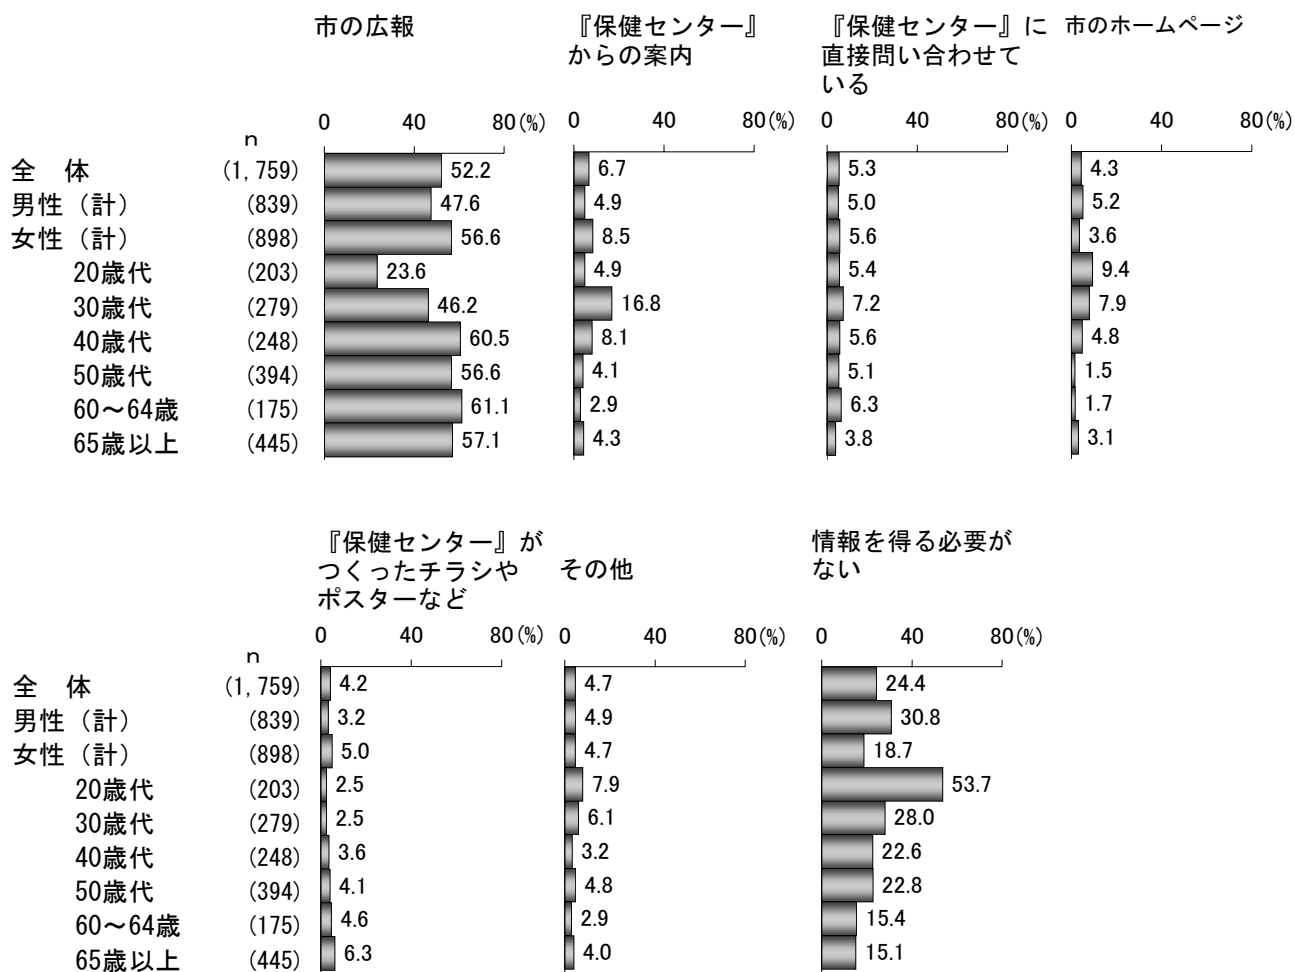 市の広報
『保健センター』
からの案内
『保健センター』に
直接問い合わせて
いる
市のホームページ
0 40 80(%) 0 40 80(%) 0 40 80(%) 0 40 80(%)
n
全 体 (1,759) 52.2 6.7 5.3 4.3
男性（計） (839) 47.6 4.9 5.0 5.2
女性（計） (898) 56.6 8.5 5.6 3.6
20歳代 (203) 23.6 4.9 5.4 9.4
30歳代 (279) 46.2 16.8 7.2 7.9
40歳代 (248) 60.5 8.1 5.6 4.8
50歳代 (394) 56.6 4.1 5.1 1.5
60～64歳 (175) 61.1 2.9 6.3 1.7
65歳以上 (445) 57.1 4.3 3.8 3.1
『保健センター』が
つくったチラシや
ポスターなど
その他
情報を得る必要が
ない
0 40 80(%) 0 40 80(%) 0 40 80(%)
n
全 体 (1,759) 4.2 4.7 24.4
男性（計） (839) 3.2 4.9 30.8
女性（計） (898) 5.0 4.7 18.7
20歳代 (203) 2.5 7.9 53.7
30歳代 (279) 2.5 6.1 28.0
40歳代 (248) 3.6 3.2 22.6
50歳代 (394) 4.1 4.8 22.8
60～64歳 (175) 4.6 2.9 15.4
65歳以上 (445) 6.3 4.0 15.1